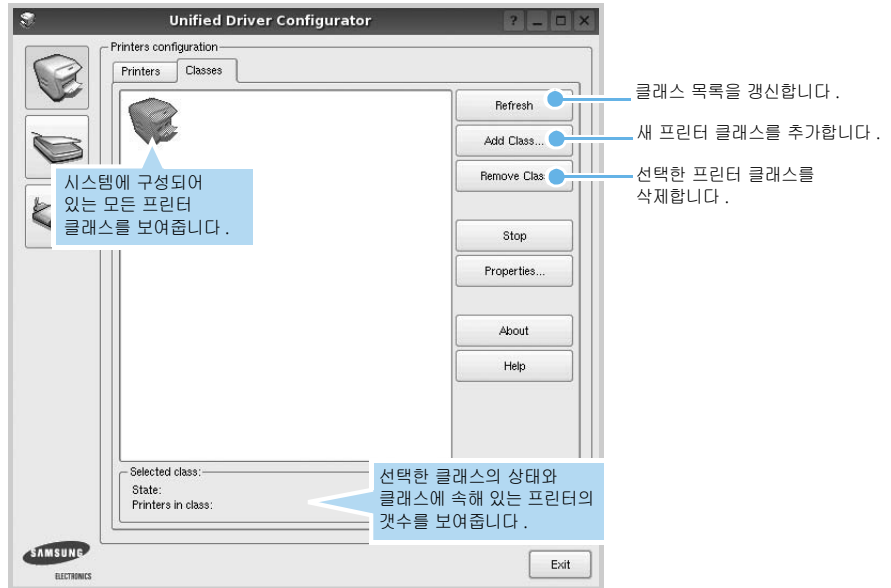 Unified Driver Configurator
Printers configuration
Printers
Classes
Refresh
클래스 목록을 갱신합니다 .
Add Class...
새 프린터 클래스를 추가합니다 .
Remove Clas
선택한 프린터 클래스를
삭제합니다 .
시스템에 구성되어
있는 모든 프린터
클래스를 보여줍니다 .
Stop
Properties...
About
Help
Selected class:
State:
Printers in class:
선택한 클래스의 상태와
클래스에 속해 있는 프린터의
갯수를 보여줍니다 .
SAMSUNG
ELECTRONICS
Exit